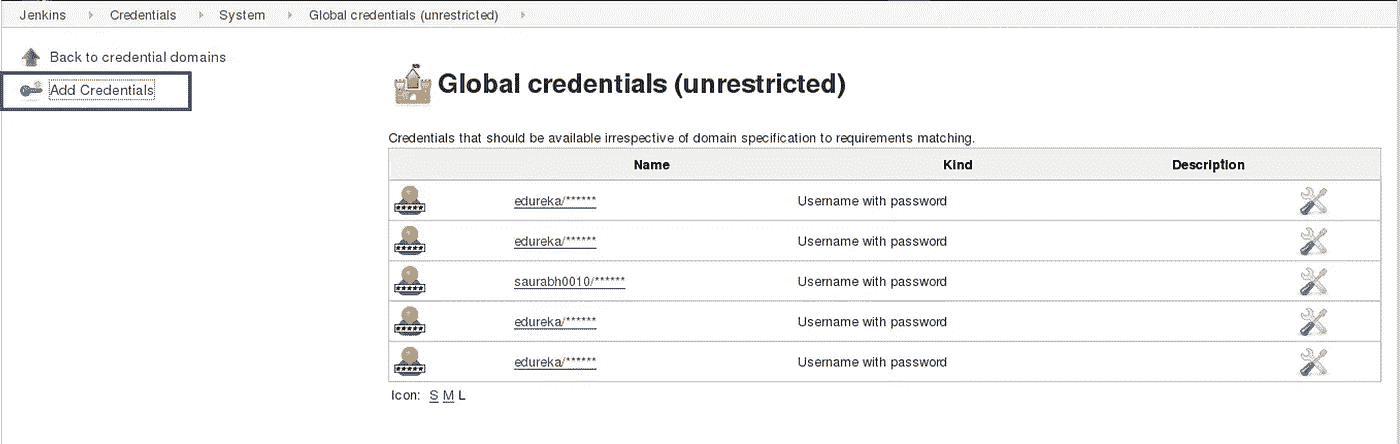 Jenkins Credentials System Global credentials (unrestricted)
Back to credential domains
Add Credentials
Global credentials (unrestricted)
Credentials that should be available irrespective of domain specification to requirements matching.
Name Kind Description
edureka/****** Username with password
edureka/****** Username with password
saurabh0010/****** Username with password
edureka/****** Username with password
edureka/****** Username with password
Icon: S M L